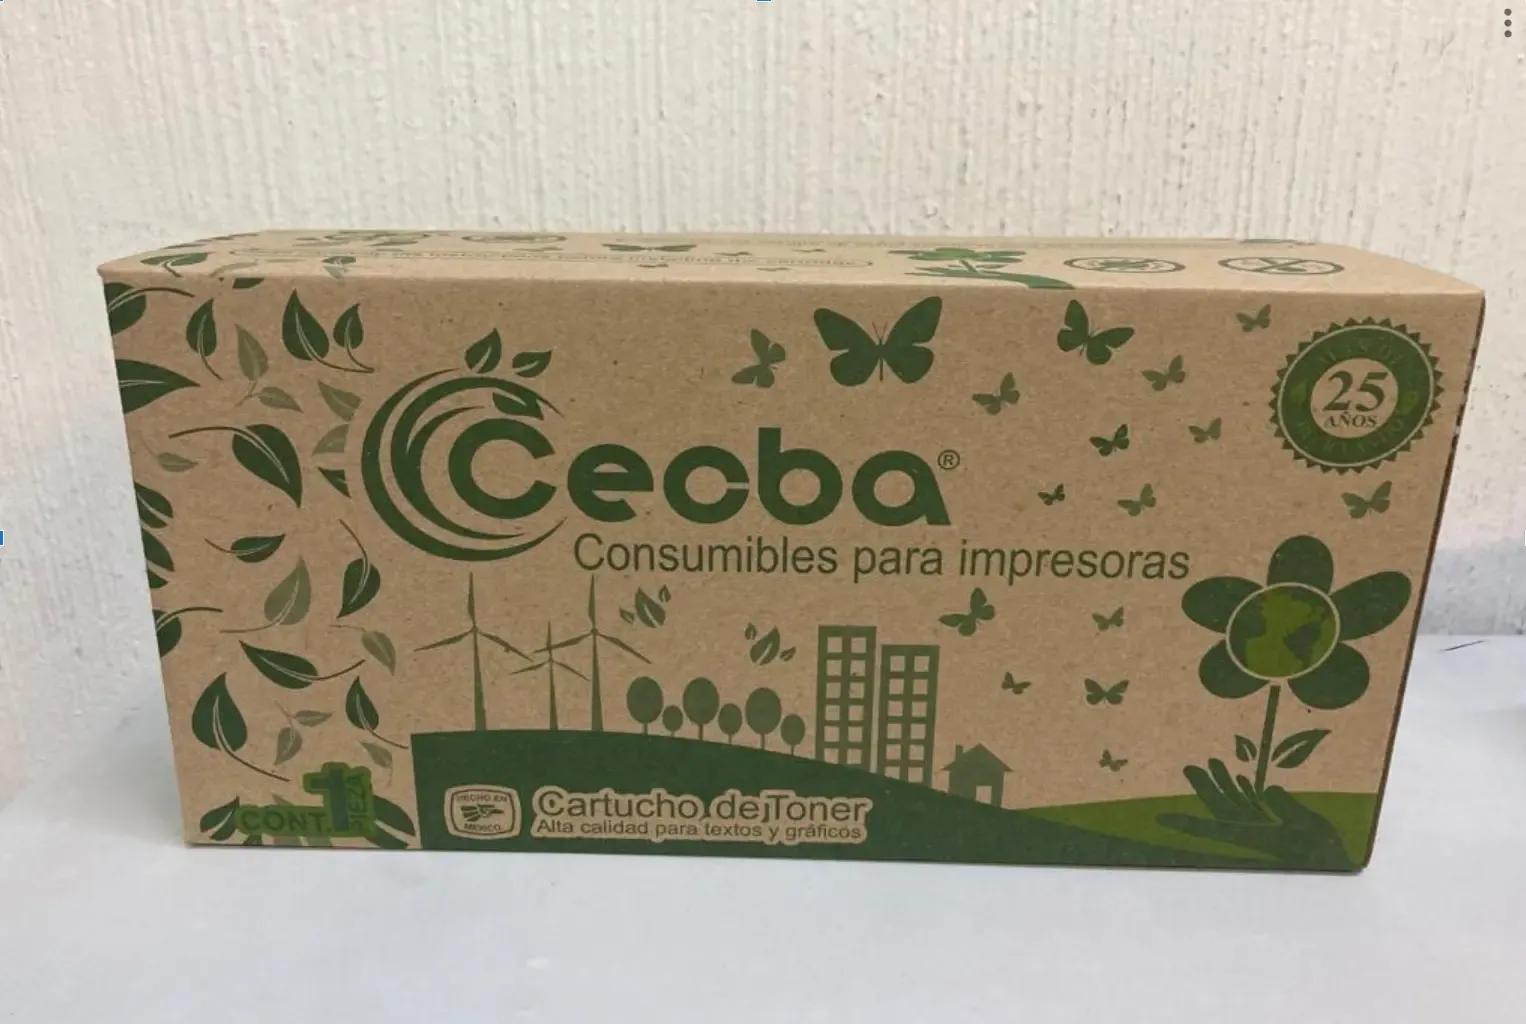 Cecba®
Consumibles para impresoras
25
AÑOS
CONT. 1 PIEZA
HECHO EN
MEXICO
Cartucho de Toner
Alta calidad para textos y gráficos